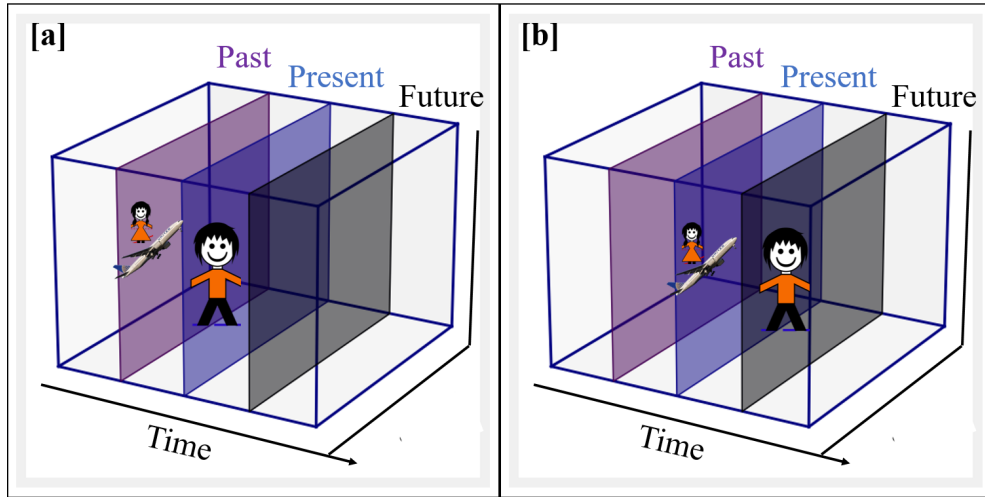 [a]
Past
Present
Future
Time
[b]
Past
Present
Future
Time